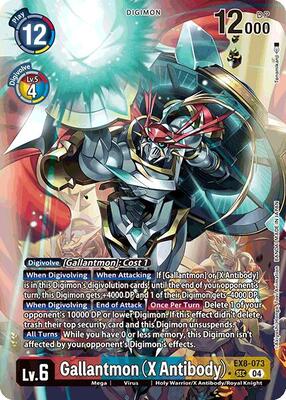 DIGIMON
Play
12
DP
12000
Digivolve
Lv.5
4
Digivolve [Gallantmon]: Cost 1
When Digivolving When Attacking If [Gallantmon] or [X Antibody]
is in this Digimon's digivolution cards, until the end of your opponent's
turn, this Digimon gets +4000 DP and 1 of their Digimon gets -4000 DP.
When Digivolving End of Attack Once Per Turn Delete 1 of your
opponent's 10000 DP or lower Digimon. If this effect didn't delete,
trash their top security card and this Digimon unsuspends.
All Turns While you have 0 or less memory, this Digimon isn't
affected by your opponent's Digimon's effects.
Lv.6
Gallantmon (X Antibody)
EX8-073
SEC 04
Mega Virus Holy Warrior/X Antibody/Royal Knight